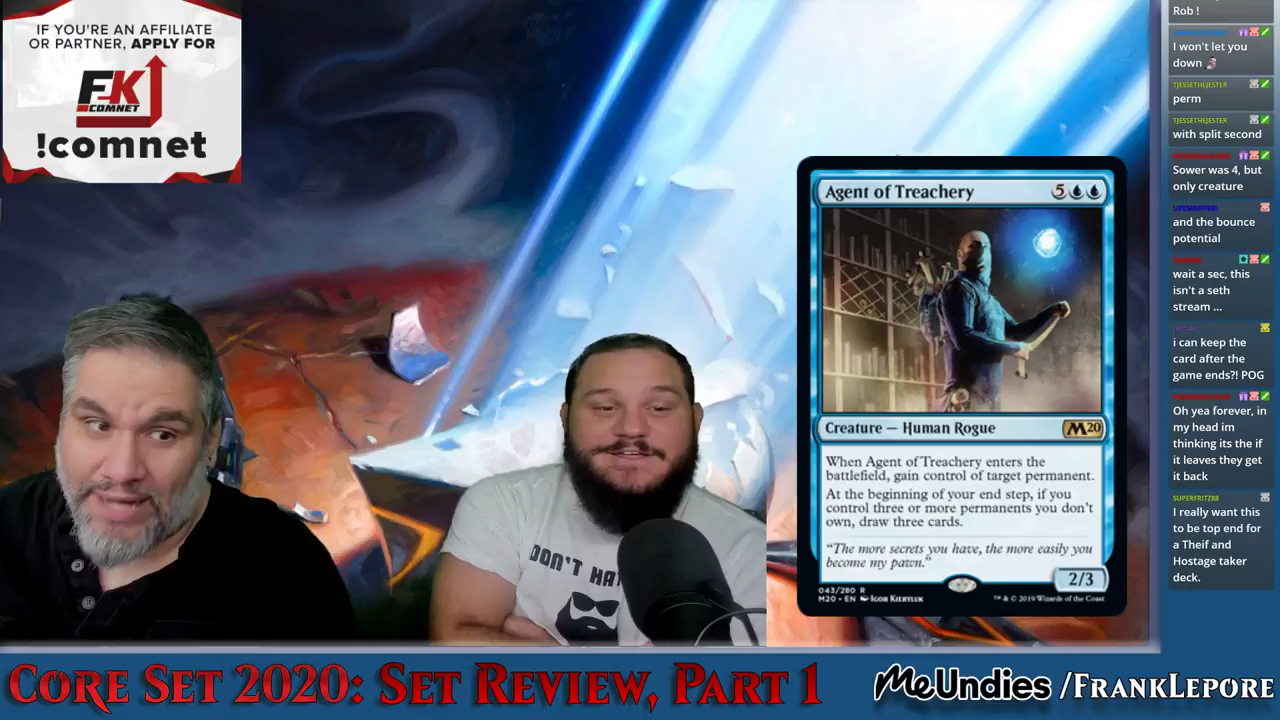 IF YOU'RE AN AFFILIATE
OR PARTNER, APPLY FOR
FK
COMNET
!comnet
Agent of Treachery 5
Creature — Human Rogue M20
When Agent of Treachery enters the
battlefield, gain control of target permanent.
At the beginning of your end step, if you
control three or more permanents you don't
own, draw three cards.
"The more secrets you have, the more easily you
become my pawn."
2/3
043/280 R
M20 • EN Igor Kieryluk
™ & © 2019 Wizards of the Coast
DON'T HAT
Rob !
I won't let you
down
TJESSETHEJESTER
perm
TJESSETHEJESTER
with split second
Sower was 4, but
only creature
and the bounce
potential
wait a sec, this
isn't a seth
stream ...
i can keep the
card after the
game ends?! POG
Oh yea forever, in
my head im
thinking its the if
it leaves they get
it back
SUPERFRITZ88
I really want this
to be top end for
a Theif and
Hostage taker
deck.
Core Set 2020: Set Review, Part 1
MeUndies /FrankLepore